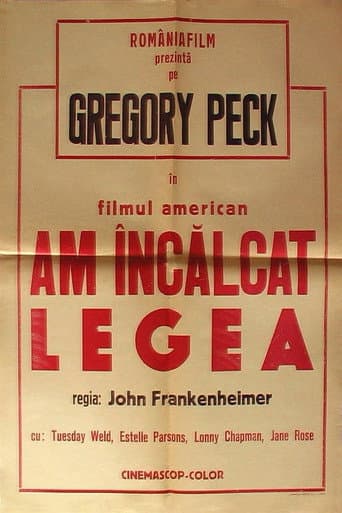 ROMÂNIAFILM
prezintă
pe
GREGORY PECK
în
filmul american
AM ÎNCĂLCAT
LEGEA
regia: John Frankenheimer
cu: Tuesday Weld, Estelle Parsons, Lonny Chapman, Jane Rose
CINEMASCOP-COLOR